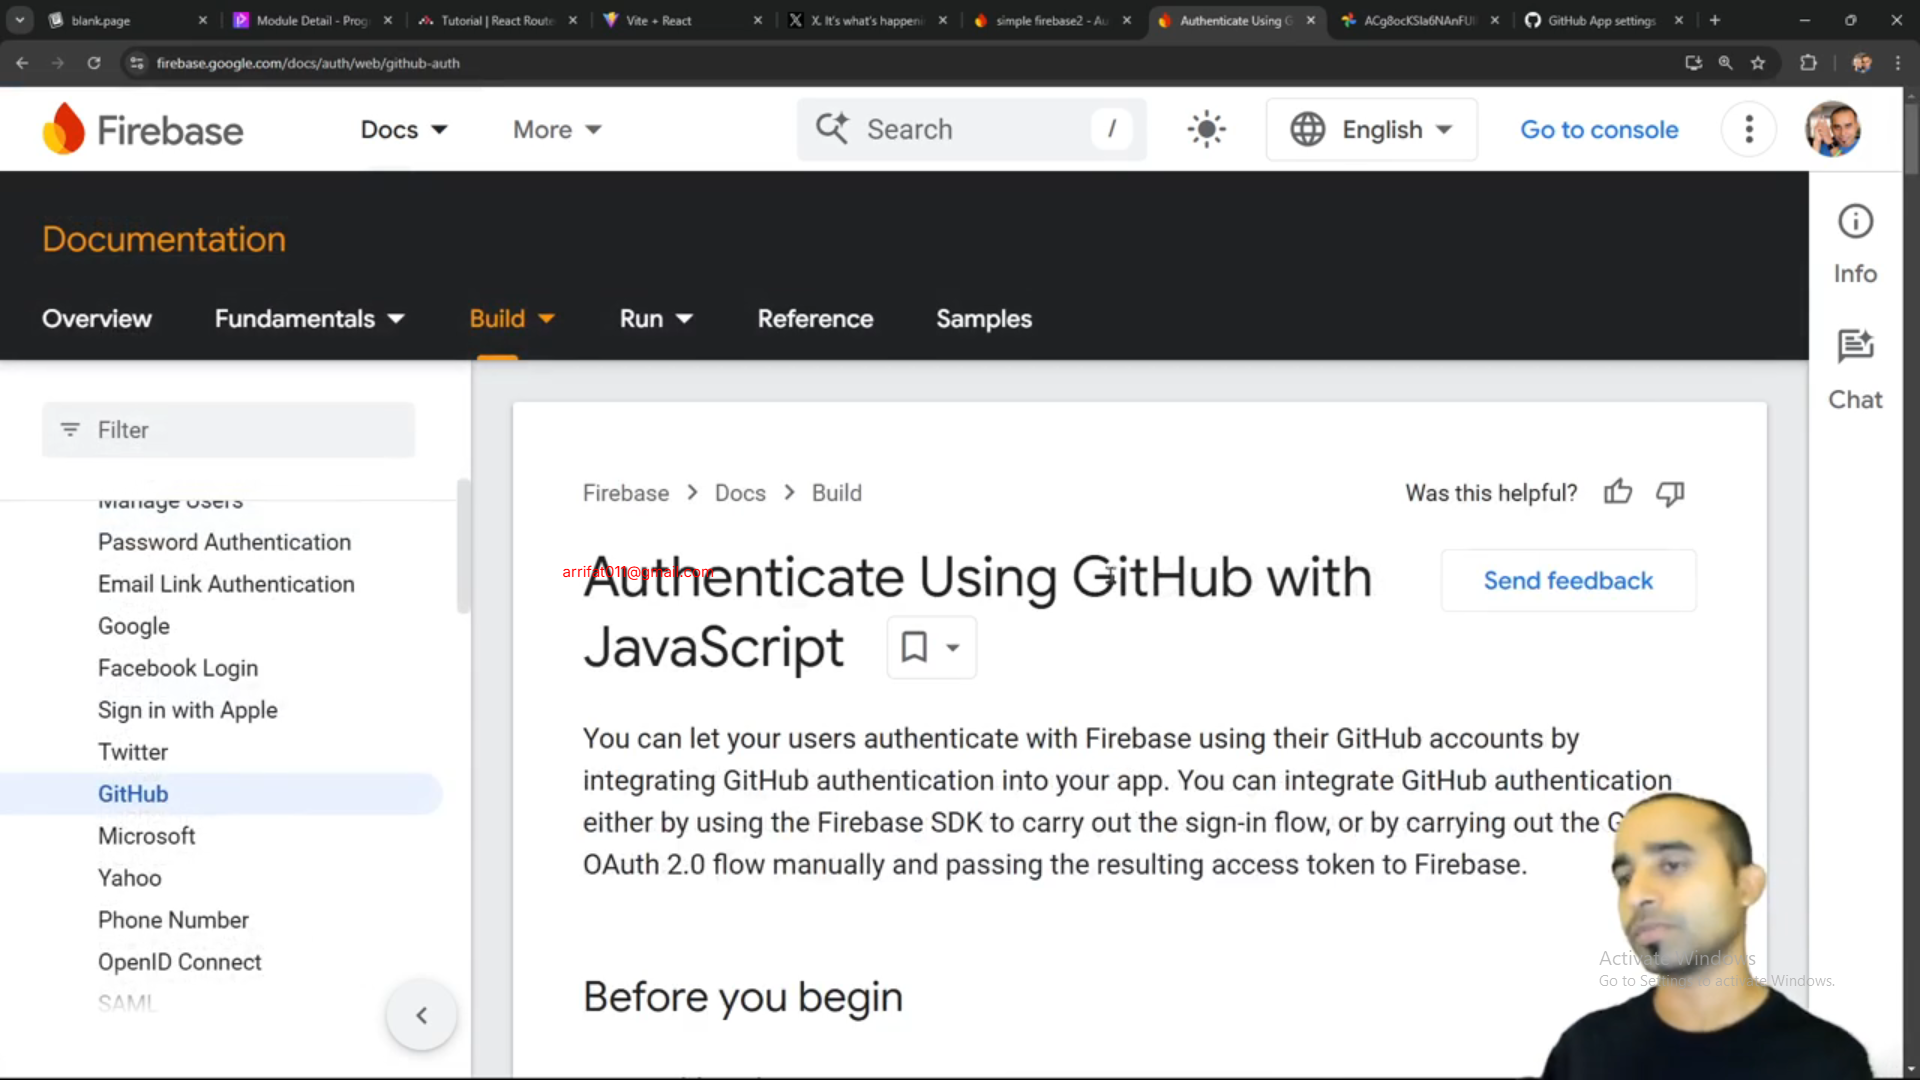 blank.page
Module Detail - Prog
Tutorial | React Route
Vite + React
X. It's what's happeni
simple firebase2 - Au
Authenticate Using G
GitHub App settings
firebase.google.com/docs/auth/web/github-auth
Firebase
Docs
More
Search
/
English
Go to console
Documentation
Overview
Fundamentals
Build
Run
Reference
Samples
Info
Chat
Filter
Manage Users
Password Authentication
Email Link Authentication
Google
Facebook Login
Sign in with Apple
Twitter
GitHub
Microsoft
Yahoo
Phone Number
OpenID Connect
SAML
Firebase > Docs > Build
Was this helpful?
Authenticate Using GitHub with
JavaScript
arrifat011@gmail.com
Send feedback
You can let your users authenticate with Firebase using their GitHub accounts by
integrating GitHub authentication into your app. You can integrate GitHub authentication
either by using the Firebase SDK to carry out the sign-in flow, or by carrying out the G
OAuth 2.0 flow manually and passing the resulting access token to Firebase.
Before you begin
Activate Windows
Go to Settings to activate Windows.